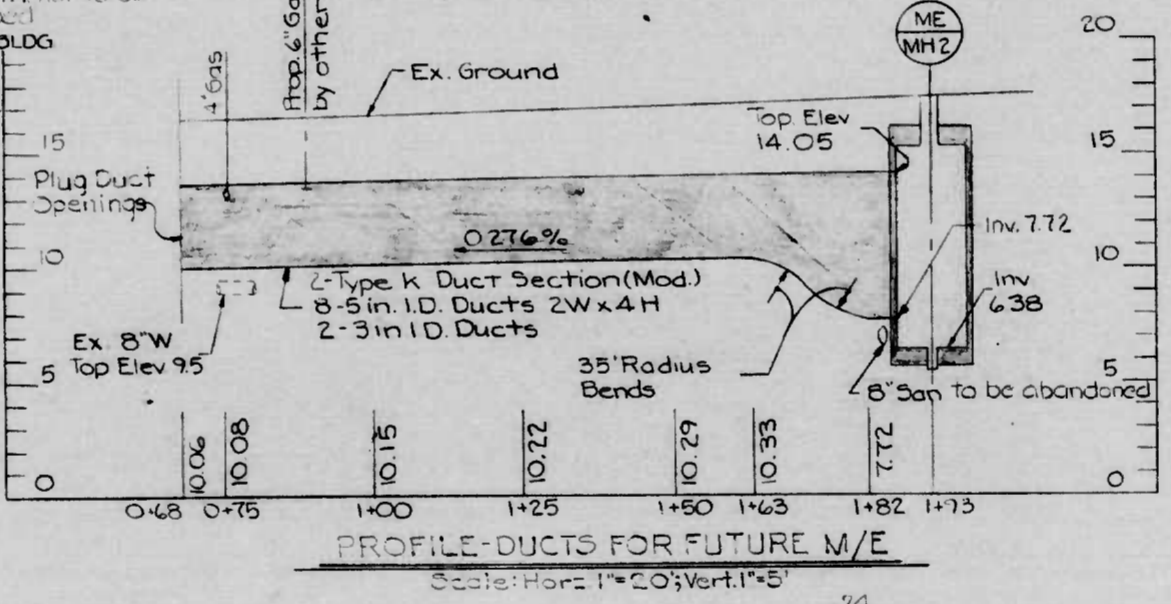 BLDG
4"Gas
Prop. 6" Ga
by other
Ex. Ground
ME
MH2
20
15
10
5
0
20
15
10
5
0
Top Elev
14.05
Plug Duct
Openings
0.276%
2-Type K Duct Section (Mod.)
8-5 in. I.D. Ducts 2W x 4H
2-3 in I.D. Ducts
Inv. 7.72
Inv
6.38
Ex. 8"W
Top Elev 9.5
35' Radius
Bends
8" San to be abandoned
10.06
10.08
10.15
10.22
10.29
10.33
7.72
0+68 0+75 1+00 1+25 1+50 1+63 1+82 1+93
PROFILE-DUCTS FOR FUTURE M/E
Scale: Hor. 1"=20'; Vert. 1"=5'